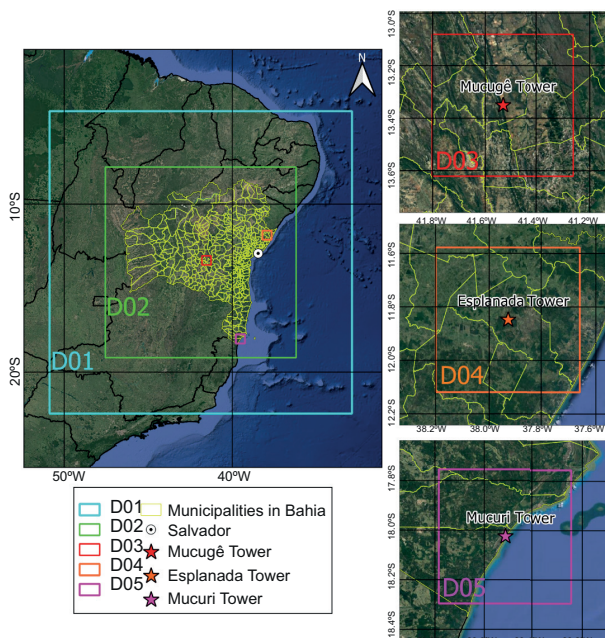 N
10°S
20°S
50°W
40°W
D01
D02
13.0°S
13.2°S
13.4°S
13.6°S
Mucugê Tower
D03
41.8°W
41.5°W
41.4°W
41.2°W
11.6°S
11.8°S
12.0°S
12.2°S
Esplanada Tower
D04
38.2°W
38.0°W
37.8°W
37.6°W
17.8°S
18.0°S
18.2°S
18.4°S
Mucuri Tower
D05
D01
D02
D03
D04
D05
Municipalities in Bahia
Salvador
Mucugê Tower
Esplanada Tower
Mucuri Tower